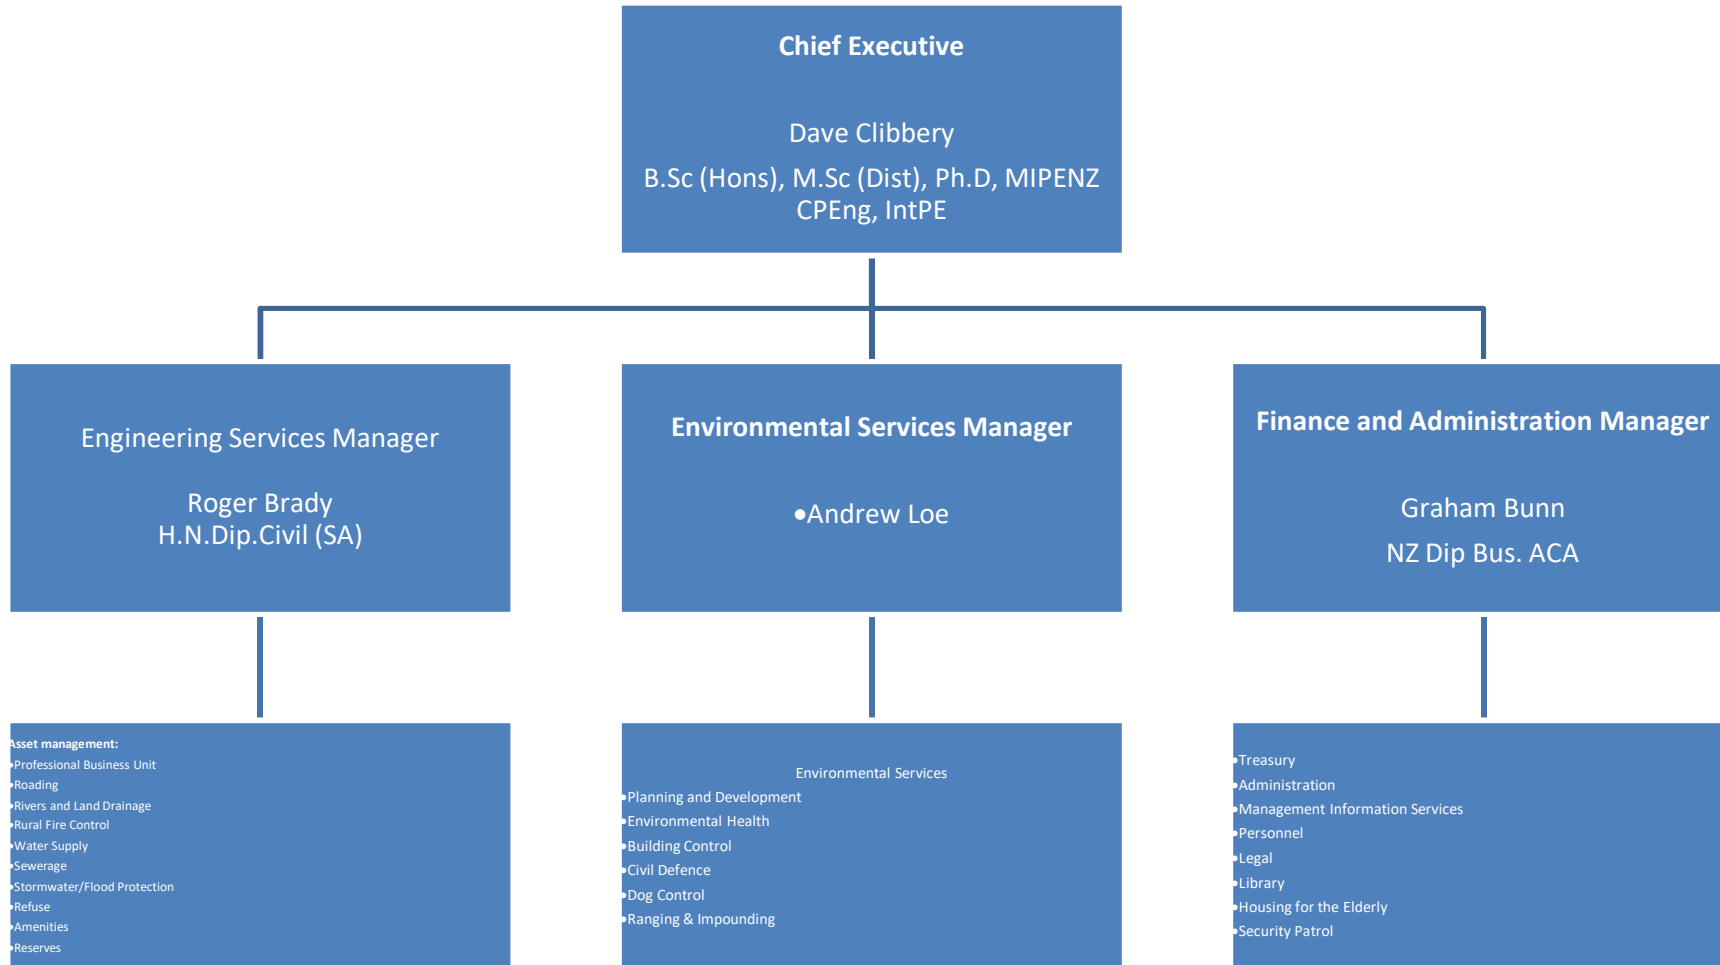 Chief Executive
Dave Clibbery
B.Sc (Hons), M.Sc (Dist), Ph.D, MIPENZ
CPEng, IntPE
Engineering Services Manager
Roger Brady
H.N.Dip.Civil (SA)
Environmental Services Manager
•Andrew Loe
Finance and Administration Manager
Graham Bunn
NZ Dip Bus. ACA
Asset management:
•Professional Business Unit
•Roading
•Rivers and Land Drainage
•Rural Fire Control
•Water Supply
•Sewerage
•Stormwater/Flood Protection
•Refuse
•Amenities
•Reserves
Environmental Services
•Planning and Development
•Environmental Health
•Building Control
•Civil Defence
•Dog Control
•Ranging & Impounding
•Treasury
•Administration
•Management Information Services
•Personnel
•Legal
•Library
•Housing for the Elderly
•Security Patrol